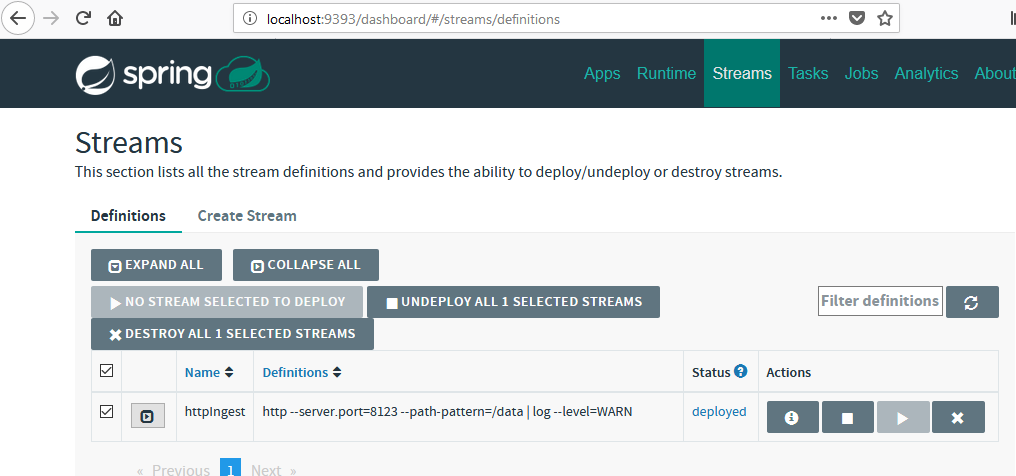 localhost:9393/dashboard/#/streams/definitions
spring
Apps Runtime Streams Tasks Jobs Analytics About
Streams
This section lists all the stream definitions and provides the ability to deploy/undeploy or destroy streams.
Definitions Create Stream
EXPAND ALL COLLAPSE ALL
NO STREAM SELECTED TO DEPLOY UNDEPLOY ALL 1 SELECTED STREAMS Filter definitions
DESTROY ALL 1 SELECTED STREAMS
Name Definitions Status ? Actions
httpIngest http --server.port=8123 --path-pattern=/data | log --level=WARN deployed
« Previous 1 Next »